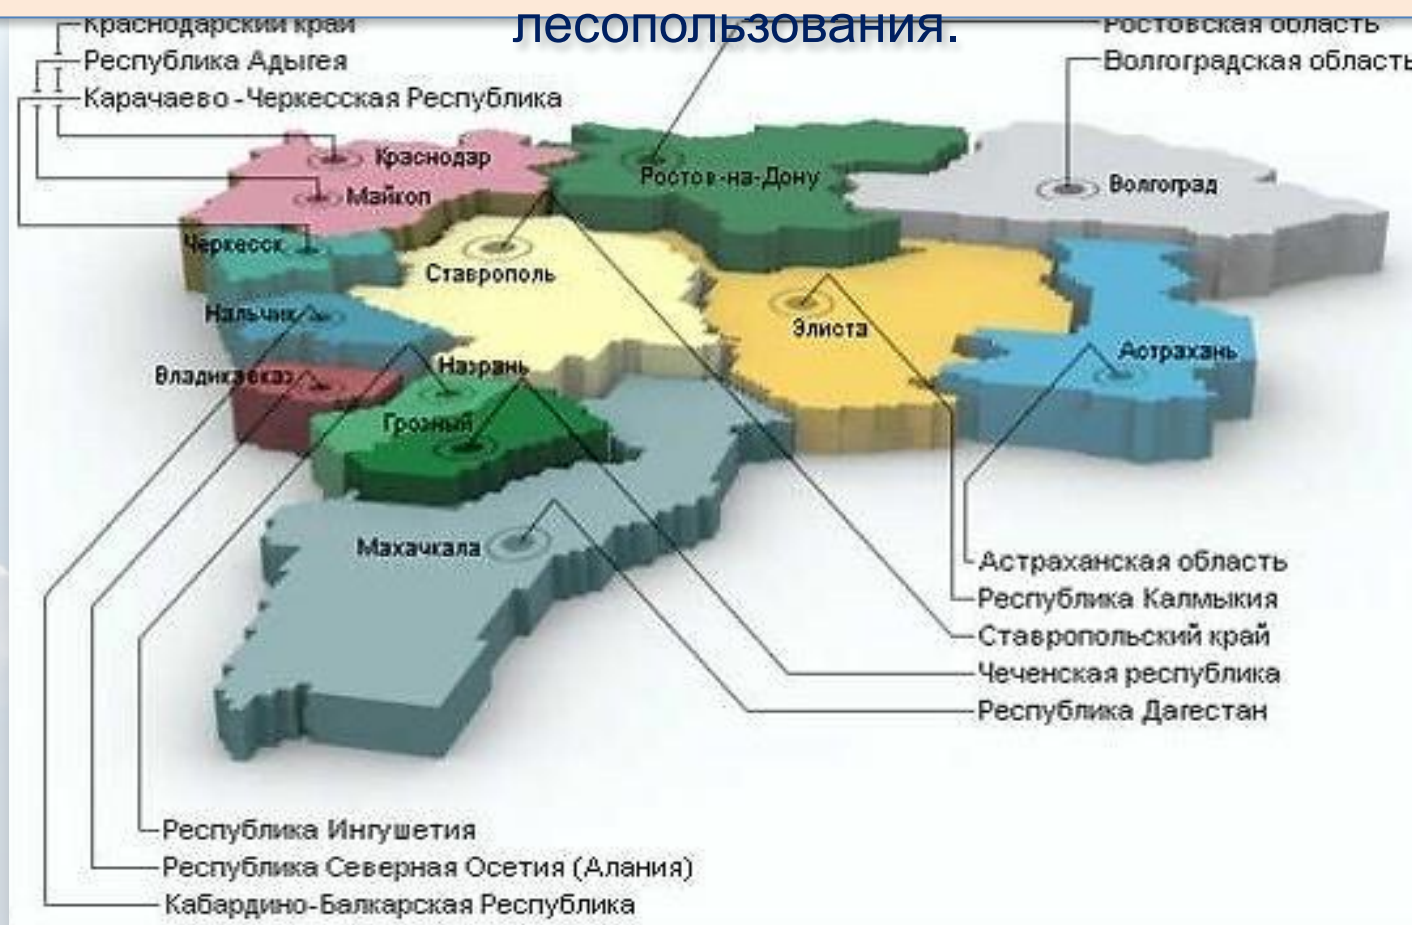 лесопользования.
Краснодарский край
Республика Адыгея
Карачаево-Черкесская Республика
Ростовская область
Волгоградская область
Краснодар
Майкоп
Черкесск
Ставрополь
Ростов-на-Дону
Волгоград
Нальчик
Владикавказ
Назрань
Грозный
Элиста
Астрахань
Махачкала
Астраханская область
Республика Калмыкия
Ставропольский край
Чеченская республика
Республика Дагестан
Республика Ингушетия
Республика Северная Осетия (Алания)
Кабардино-Балкарская Республика